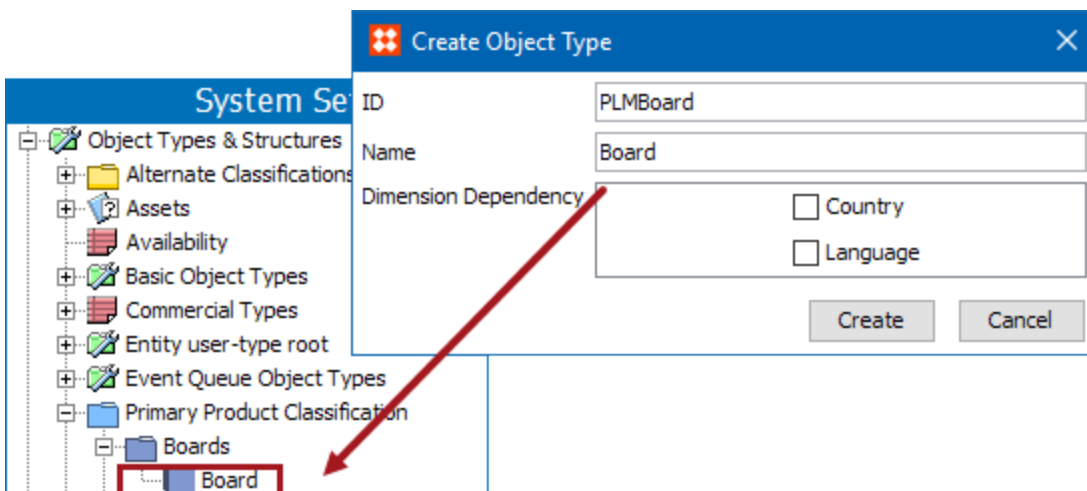 Create Object Type
ID
PLMBoard
Name
Board
Dimension Dependency
Country
Language
Create
Cancel
System Se
Object Types & Structures
Alternate Classifications
Assets
Availability
Basic Object Types
Commercial Types
Entity user-type root
Event Queue Object Types
Primary Product Classification
Boards
Board